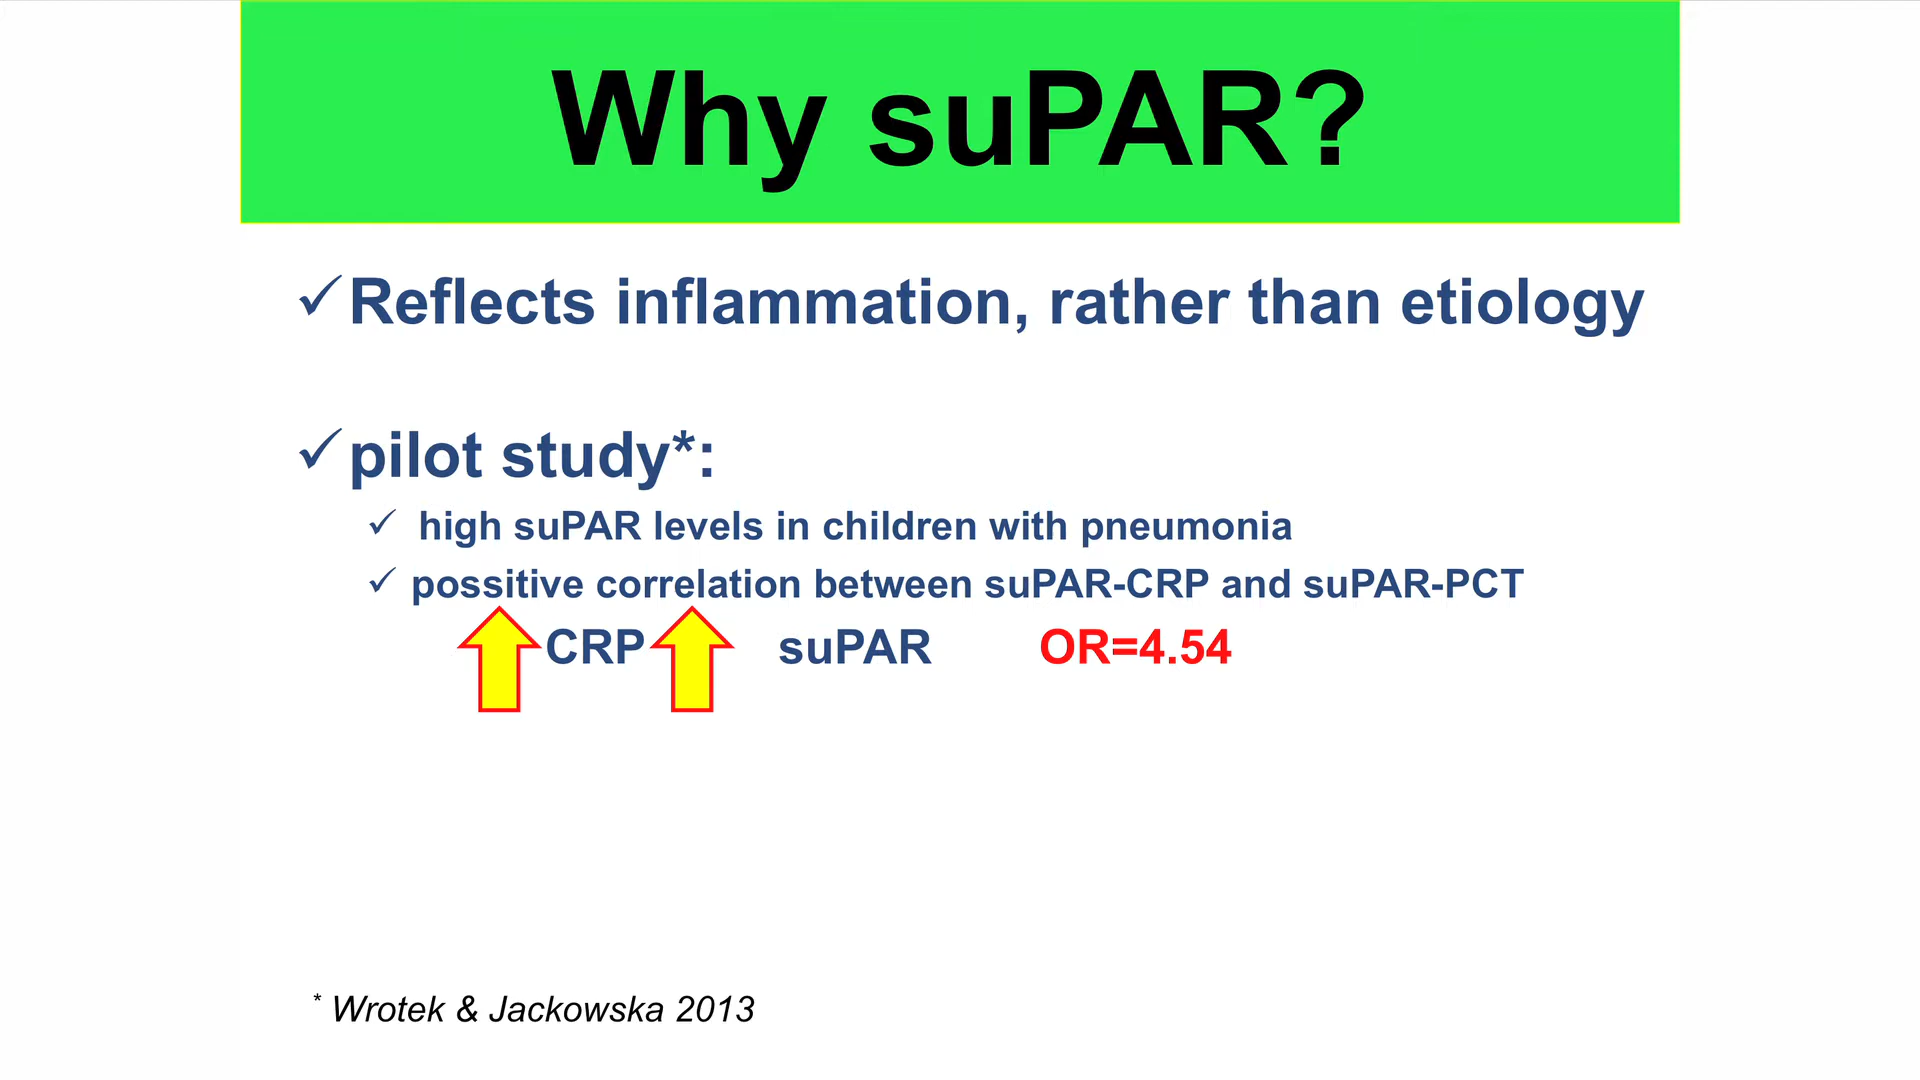 Why suPAR?
✓Reflects inflammation, rather than etiology
✓pilot study*:
✓ high suPAR levels in children with pneumonia
✓ possitive correlation between suPAR-CRP and suPAR-PCT
CRP suPAR OR=4.54
* Wrotek & Jackowska 2013